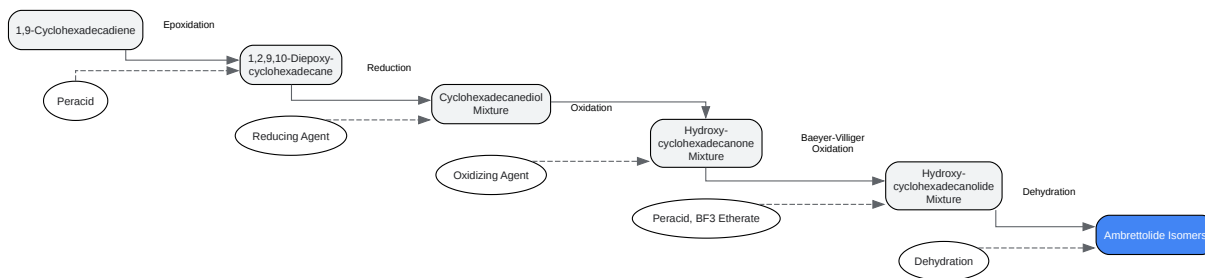 1,9-Cyclohexadecadiene
Epoxidation
1,2,9,10-Diepoxy-
cyclohexadecane
Peracid
Reduction
Cyclohexadecanediol
Mixture
Reducing Agent
Oxidation
Hydroxy-
cyclohexadecanone
Mixture
Oxidizing Agent
Baeyer-Villiger
Oxidation
Hydroxy-
cyclohexadecanolide
Mixture
Peracid, BF3 Etherate
Dehydration
Ambrettolide Isomers
Dehydration